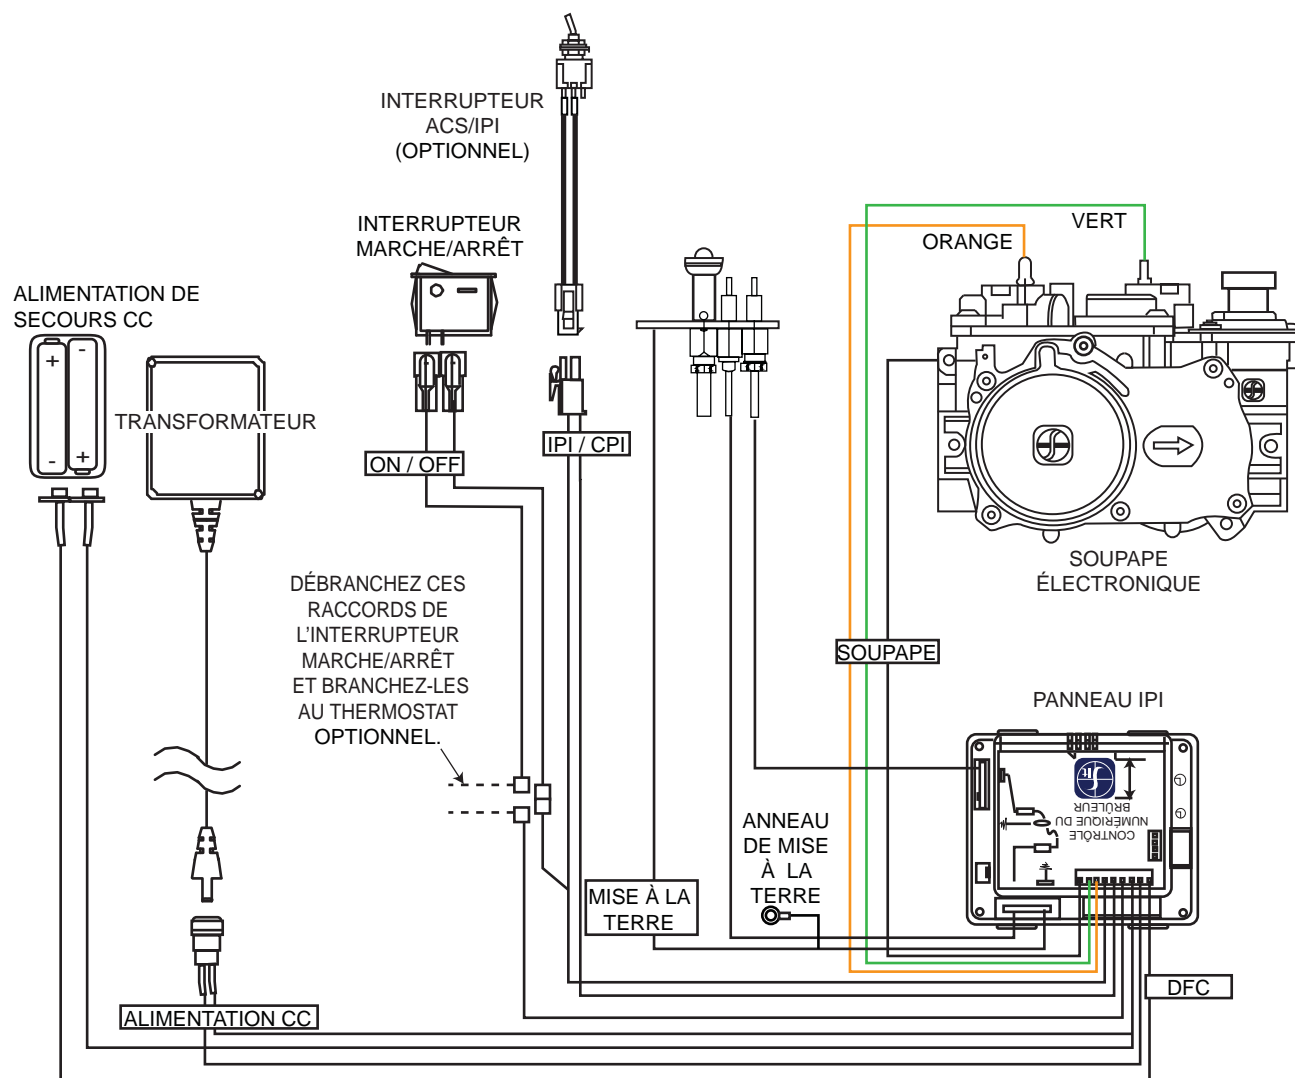 INTERRUPTEUR
ACS/IPI
(OPTIONNEL)
INTERRUPTEUR
MARCHE/ARRÊT
ORANGE
VERT
ALIMENTATION DE
SECOURS CC
+
-
-
+
TRANSFORMATEUR
ON / OFF
IPI / CPI
SOUPAPE
ÉLECTRONIQUE
DÉBRANCHEZ CES
RACCORDS DE
L'INTERRUPTEUR
MARCHE/ARRÊT
ET BRANCHEZ-LES
AU THERMOSTAT
OPTIONNEL.
SOUPAPE
PANNEAU IPI
Sit
CONTRÔLE
NUMÉRIQUE DU
BRÛLEUR
ANNEAU
DE MISE
À LA
TERRE
MISE À LA
TERRE
DFC
ALIMENTATION CC